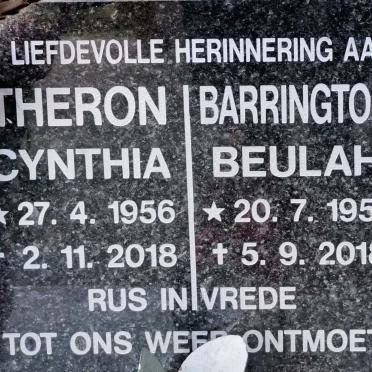 LIEFDEVOLLE HERINNERING AA
THERON BARRINGTO
CYNTHIA BEULAH
★ 27. 4. 1956 ★ 20. 7. 195
† 2. 11. 2018 † 5. 9. 2018
RUS IN VREDE
TOT ONS WEER ONTMOET